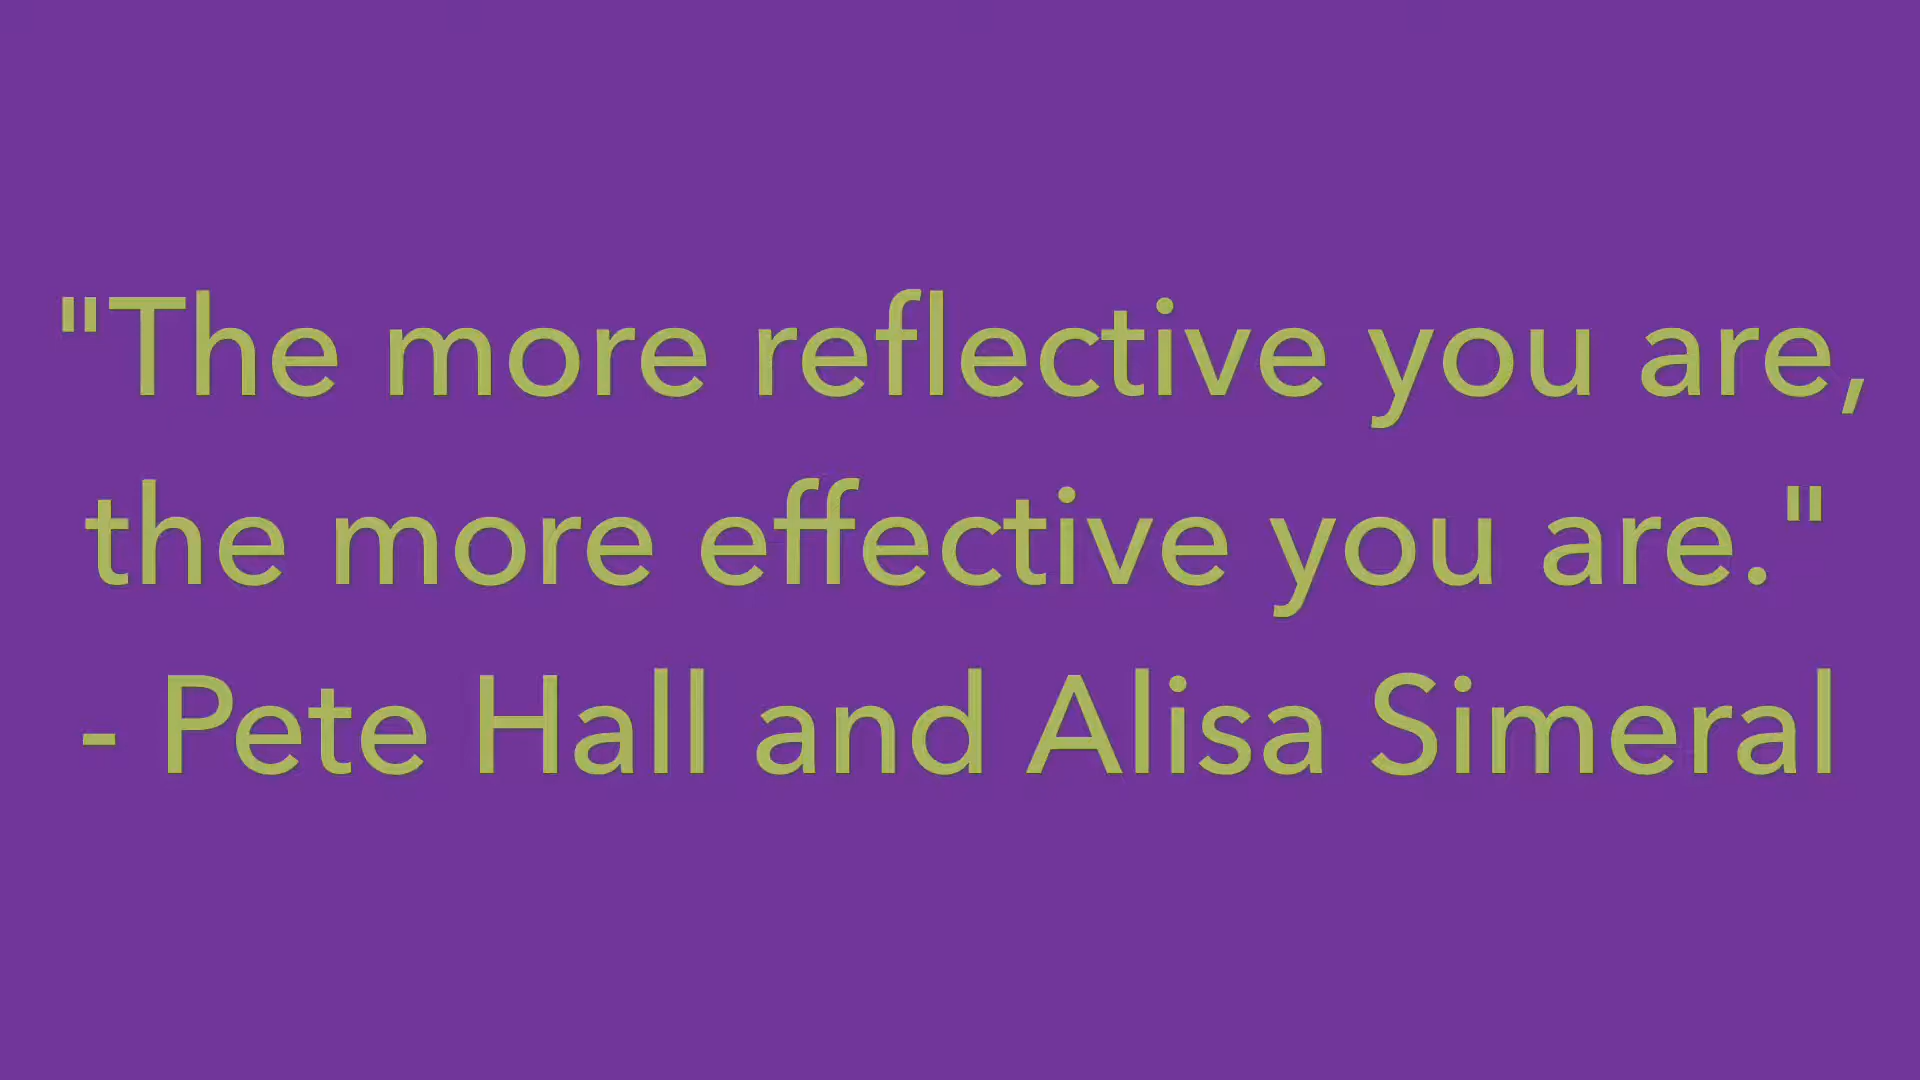 "The more reflective you are,
the more effective you are."
- Pete Hall and Alisa Simeral